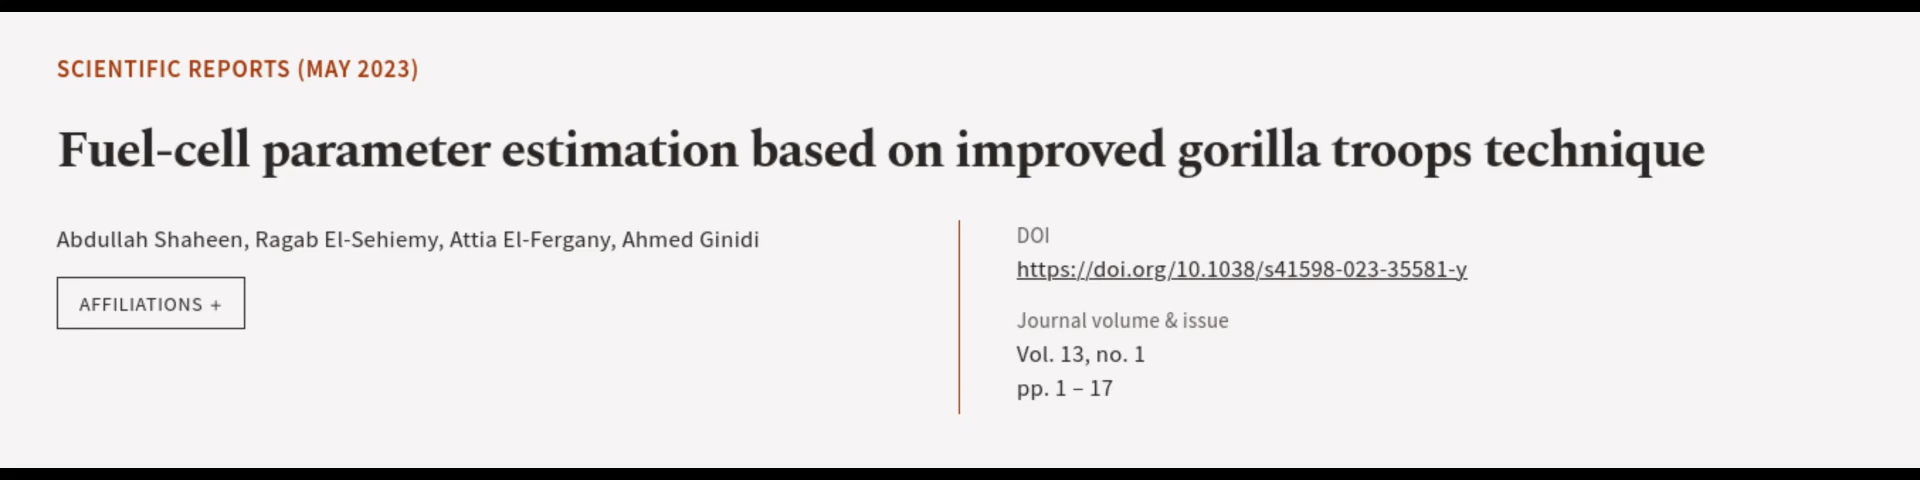 SCIENTIFIC REPORTS (MAY 2023)
Fuel-cell parameter estimation based on improved gorilla troops technique
Abdullah Shaheen, Ragab El-Sehiemy, Attia El-Fergany, Ahmed Ginidi
AFFILIATIONS +
DOI
https://doi.org/10.1038/s41598-023-35581-y
Journal volume & issue
Vol. 13, no. 1
pp. 1 – 17